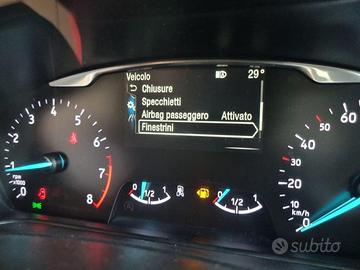 Veicolo
29°
Chiusure
Specchietti
Airbag passeggero Attivato
Finestrini
1 2 3 4 5 6 7 8
rpm
x1000
0 1/2 1
0 1/2 1
10 20 30 40 50 60
0
km/h
subito